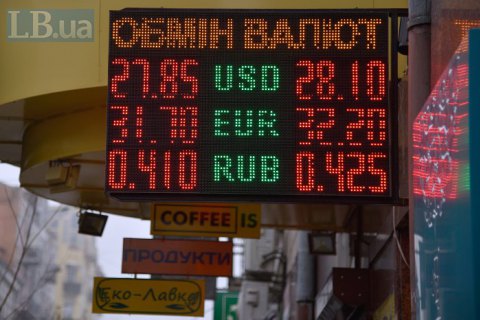 LB.ua
ОБМІН ВАЛЮТ
27.85 USD 28.10
31.70 EUR 32.20
0.410 RUB 0.425
COFFEE IS
ПРОДУКТИ
Еко-Лавка